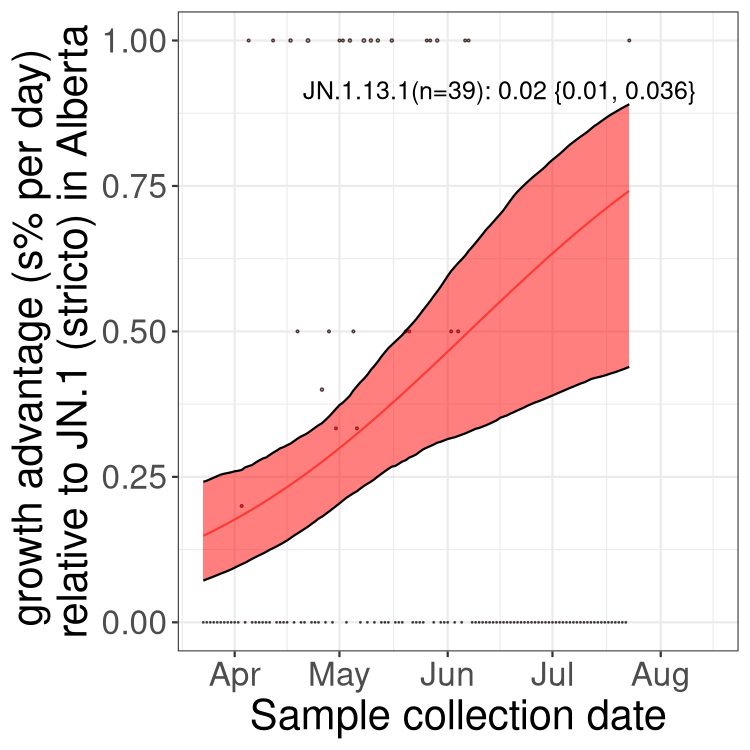 growth advantage (s% per day)
relative to JN.1 (stricto) in Alberta
1.00
0.75
0.50
0.25
0.00
JN.1.13.1(n=39): 0.02 {0.01, 0.036}
Apr May Jun Jul Aug
Sample collection date